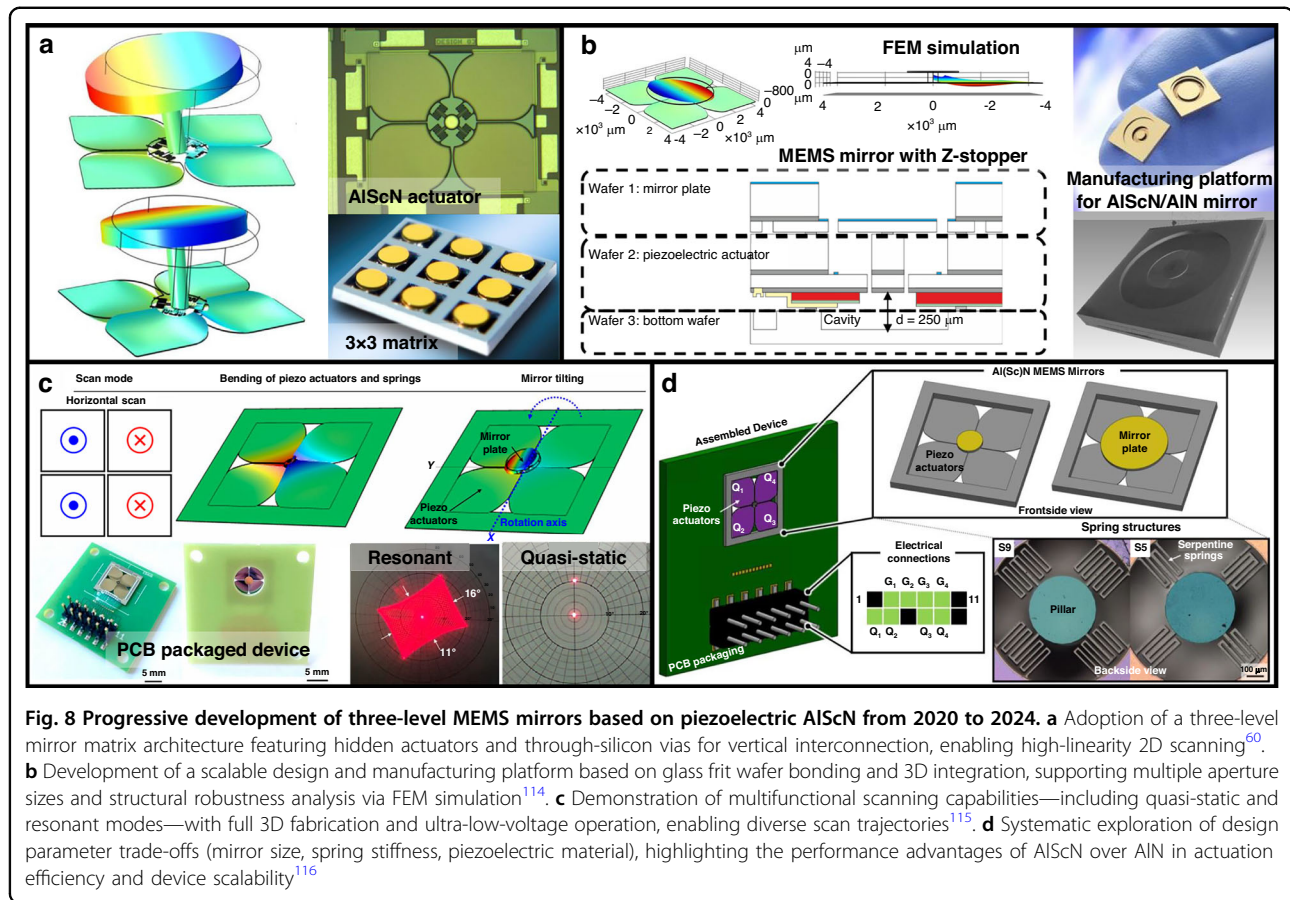 a
AlScN actuator
3×3 matrix
b
FEM simulation
μm
−4
0
4
μm
4
2
0
-2
-4
×10³ μm
−4
−2
0
2
4
×10³ μm
4
2
0
-2
-4
×10³ μm
−800
0
μm
MEMS mirror with Z-stopper
Wafer 1: mirror plate
Wafer 2: piezoelectric actuator
Wafer 3: bottom wafer
Cavity
d = 250 μm
Manufacturing platform
for AlScN/AlN mirror
c
Scan mode
Bending of piezo actuators and springs
Mirror tilting
Horizontal scan
Mirror
plate
Y
Piezo
actuators
Rotation axis
X
PCB packaged device
5 mm
5 mm
Resonant
16°
11°
Quasi-static
d
Assembled Device
Piezo
actuators
Q₁
Q₄
Q₂
Q₃
PCB packaging
Al(Sc)N MEMS Mirrors
Piezo
actuators
Mirror
plate
Frontside view
Electrical
connections
G₁ G₂ G₃ G₄
1
11
Q₁ Q₂ Q₃ Q₄
Spring structures
S9
Pillar
S5
Serpentine
springs
Backside view
100 μm
Fig. 8 Progressive development of three-level MEMS mirrors based on piezoelectric AlScN from 2020 to 2024. a Adoption of a three-level
mirror matrix architecture featuring hidden actuators and through-silicon vias for vertical interconnection, enabling high-linearity 2D scanning⁶⁰.
b Development of a scalable design and manufacturing platform based on glass frit wafer bonding and 3D integration, supporting multiple aperture
sizes and structural robustness analysis via FEM simulation¹¹⁴. c Demonstration of multifunctional scanning capabilities—including quasi-static and
resonant modes—with full 3D fabrication and ultra-low-voltage operation, enabling diverse scan trajectories¹¹⁵. d Systematic exploration of design
parameter trade-offs (mirror size, spring stiffness, piezoelectric material), highlighting the performance advantages of AlScN over AlN in actuation
efficiency and device scalability¹¹⁶